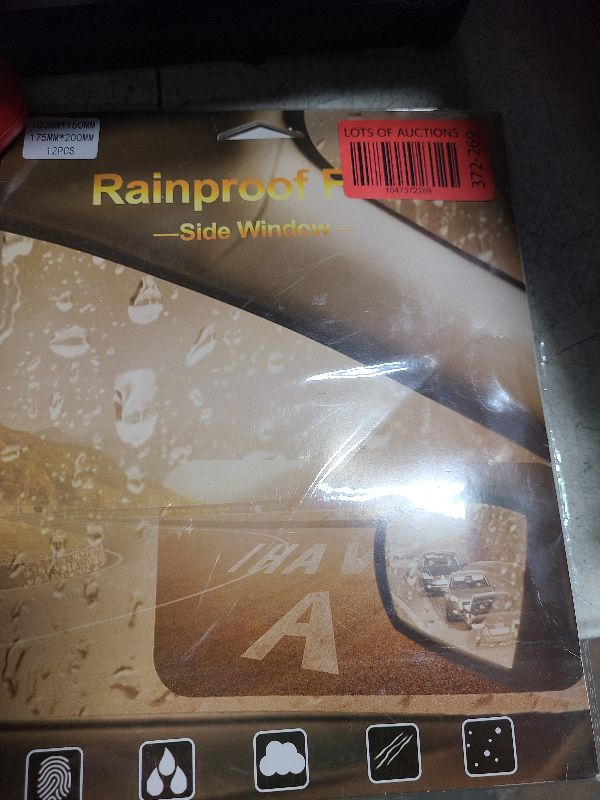 100MM*150MM
175MM*200MM
12PCS
LOTS OF AUCTIONS
1047372269
372-269
Rainproof
—Side Window—
A